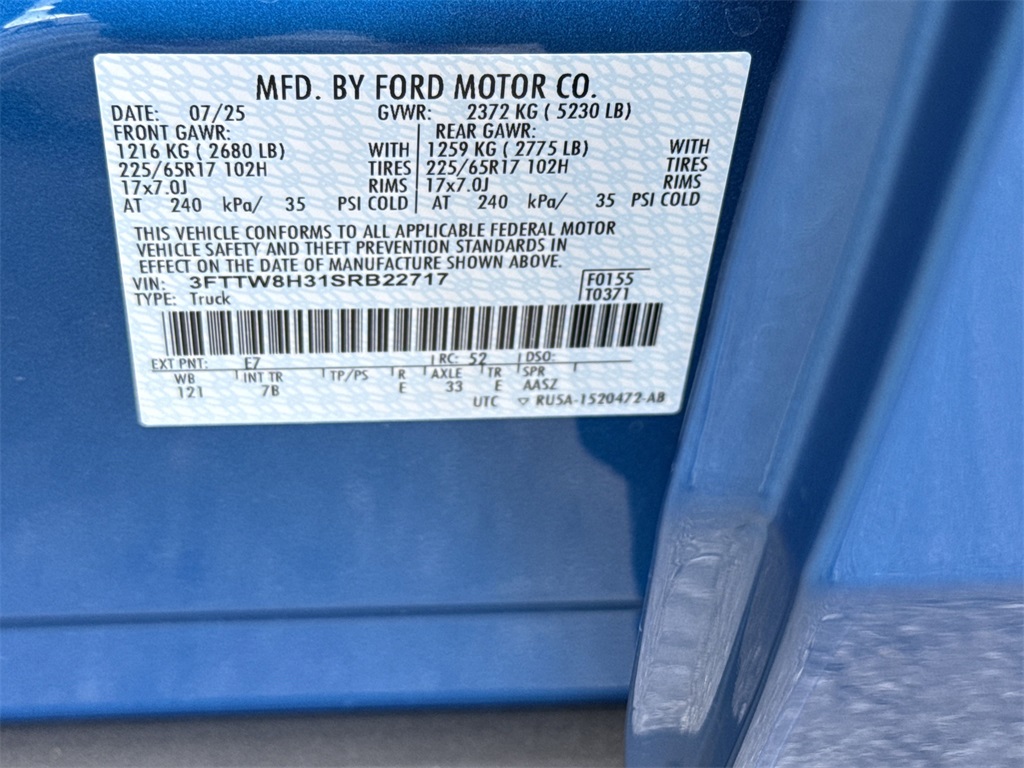 MFD. BY FORD MOTOR CO.
DATE: 07/25 GVWR: 2372 KG ( 5230 LB)
FRONT GAWR: REAR GAWR:
1216 KG ( 2680 LB) WITH 1259 KG ( 2775 LB) WITH
225/65R17 102H TIRES 225/65R17 102H TIRES
17x7.0J RIMS 17x7.0J RIMS
AT 240 kPa/ 35 PSI COLD AT 240 kPa/ 35 PSI COLD
THIS VEHICLE CONFORMS TO ALL APPLICABLE FEDERAL MOTOR
VEHICLE SAFETY AND THEFT PREVENTION STANDARDS IN
EFFECT ON THE DATE OF MANUFACTURE SHOWN ABOVE.
VIN: 3FTTW8H31SRB22717 F0155
TYPE: Truck T0371
EXT PNT: E7 RC: 52 DSO:
WB INT TR TP/PS R AXLE TR SPR
121 7B E 33 E AASZ
UTC ▽ RU5A-1520472-AB